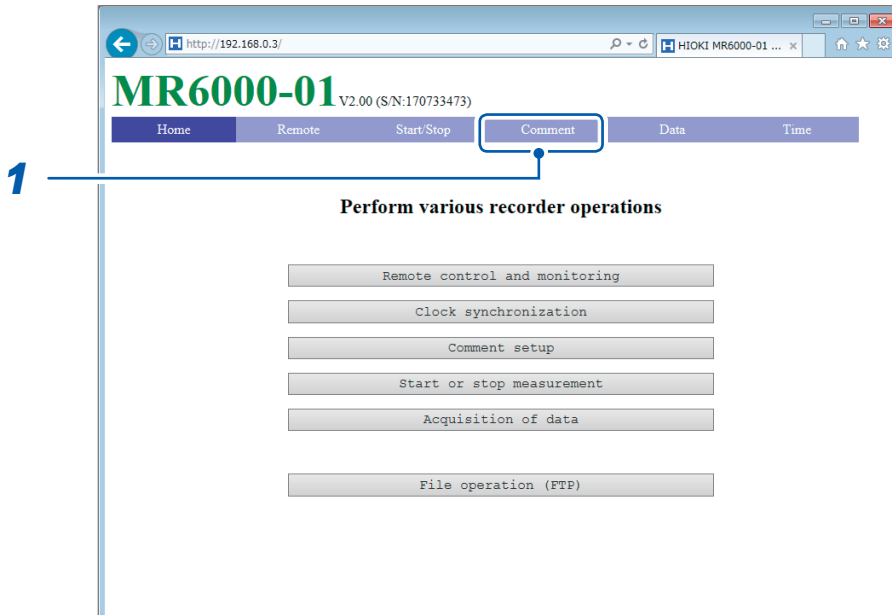 http://192.168.0.3/
HIOKI MR6000-01 ...
MR6000-01 V2.00 (S/N:170733473)
Home Remote Start/Stop Comment Data Time
1
Perform various recorder operations
Remote control and monitoring
Clock synchronization
Comment setup
Start or stop measurement
Acquisition of data
File operation (FTP)